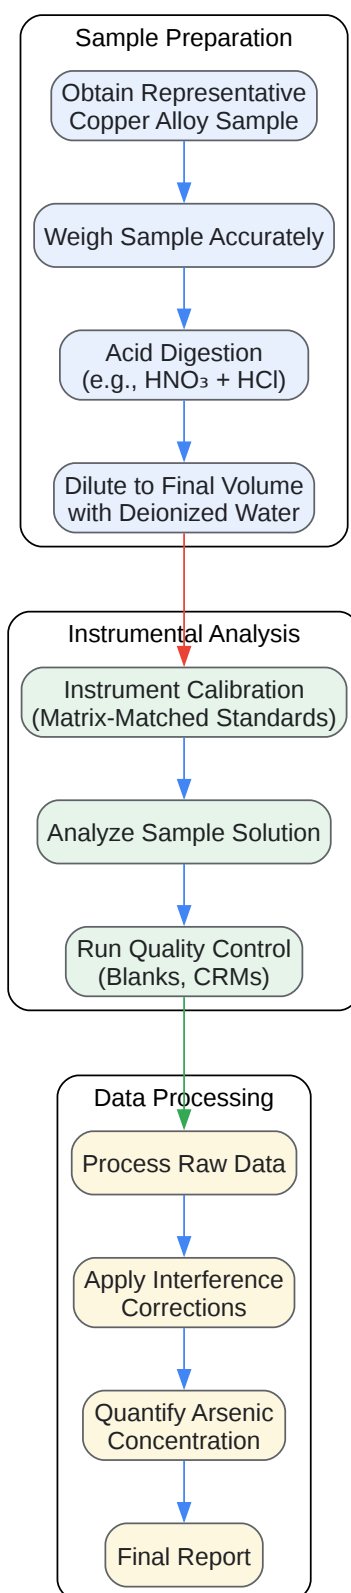 Sample Preparation
Obtain Representative
Copper Alloy Sample
Weigh Sample Accurately
Acid Digestion
(e.g., HNO₃ + HCl)
Dilute to Final Volume
with Deionized Water
Instrumental Analysis
Instrument Calibration
(Matrix-Matched Standards)
Analyze Sample Solution
Run Quality Control
(Blanks, CRMs)
Data Processing
Process Raw Data
Apply Interference
Corrections
Quantify Arsenic
Concentration
Final Report